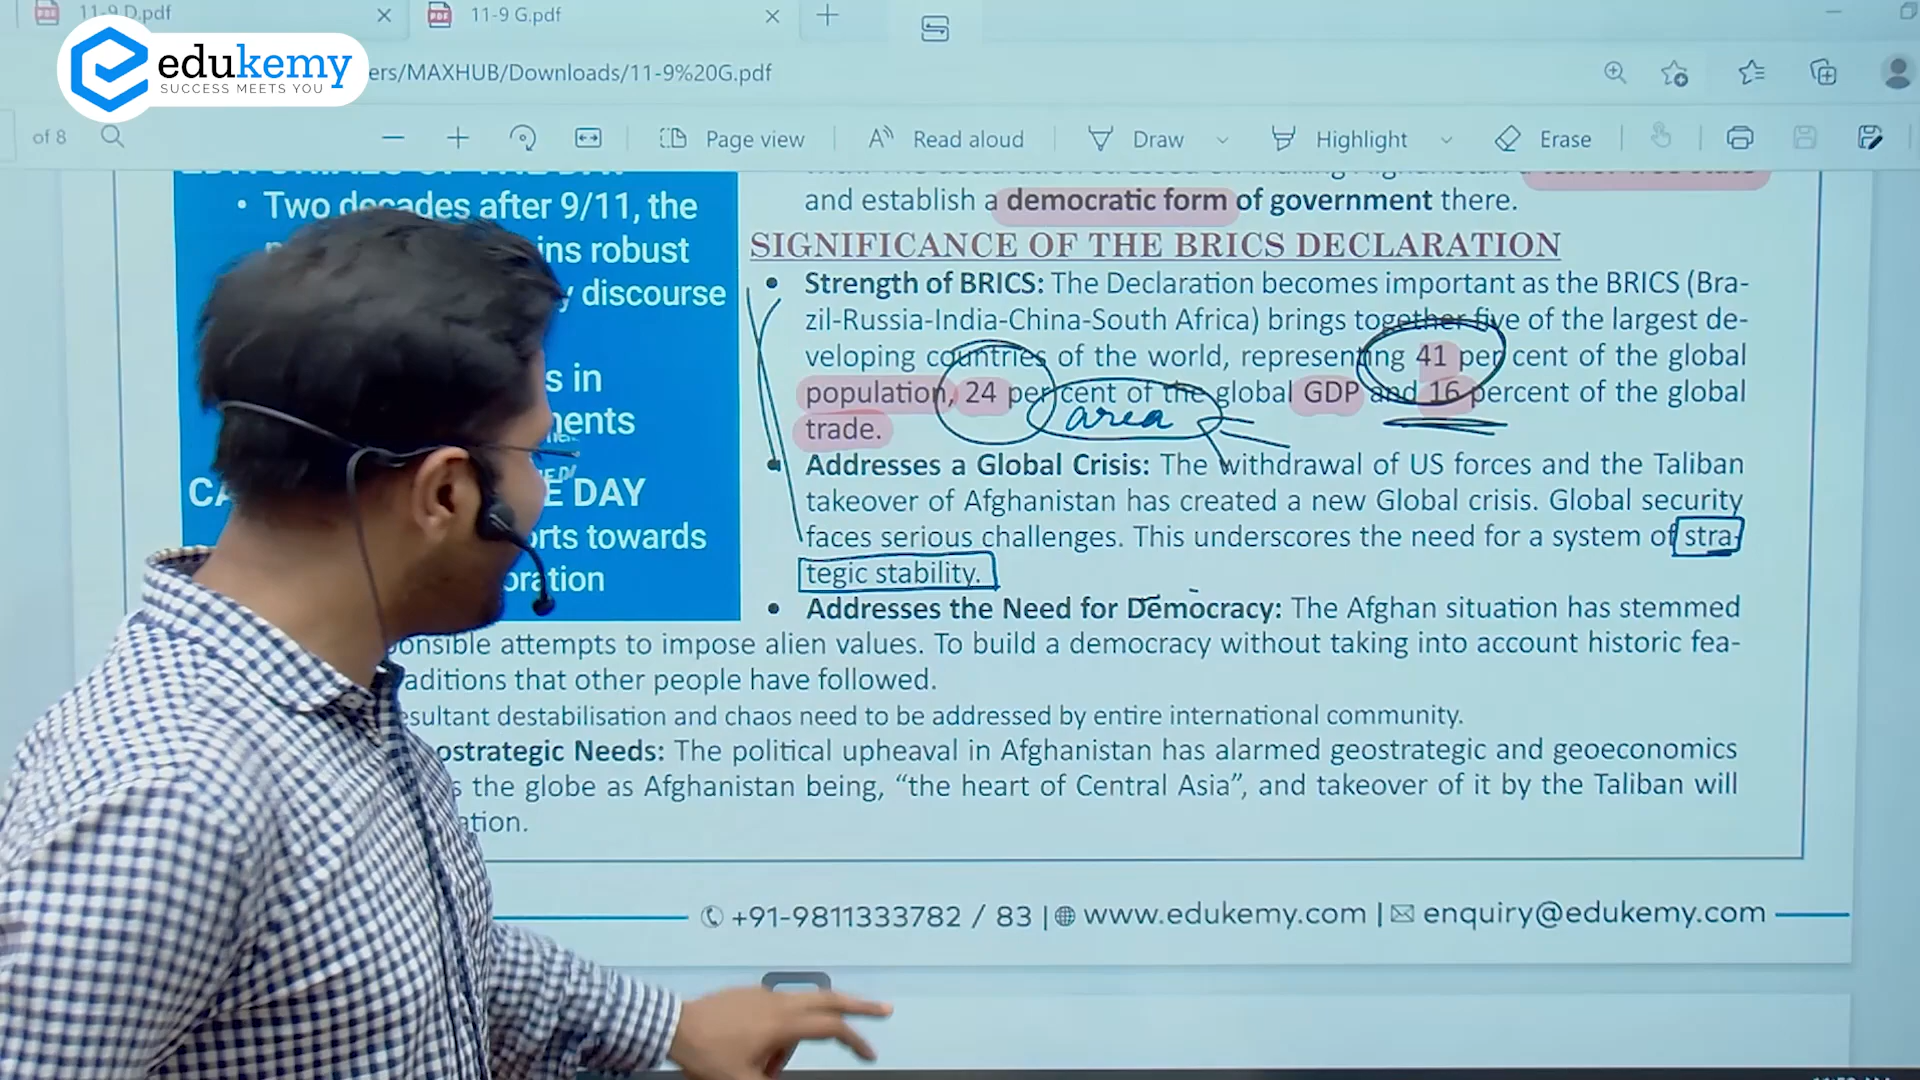 11-9 D.pdf
11-9 G.pdf
edukemy
SUCCESS MEETS YOU
ers/MAXHUB/Downloads/11-9%20G.pdf
of 8
Page view
Read aloud
Draw
Highlight
Erase
• Two decades after 9/11, the
ins robust
discourse
s in
ents
DAY
orts towards
oration
and establish a democratic form of government there.
SIGNIFICANCE OF THE BRICS DECLARATION
• Strength of BRICS: The Declaration becomes important as the BRICS (Bra-
zil-Russia-India-China-South Africa) brings together five of the largest de-
veloping countries of the world, representing 41 per cent of the global
population, 24 per cent of the global GDP and 16 percent of the global
area
trade.
• Addresses a Global Crisis: The withdrawal of US forces and the Taliban
takeover of Afghanistan has created a new Global crisis. Global security
faces serious challenges. This underscores the need for a system of stra-
tegic stability.
• Addresses the Need for Democracy: The Afghan situation has stemmed
ponsible attempts to impose alien values. To build a democracy without taking into account historic fea-
aditions that other people have followed.
esultant destabilisation and chaos need to be addressed by entire international community.
ostrategic Needs: The political upheaval in Afghanistan has alarmed geostrategic and geoeconomics
s the globe as Afghanistan being, “the heart of Central Asia”, and takeover of it by the Taliban will
ation.
+91-9811333782 / 83 | www.edukemy.com | enquiry@edukemy.com